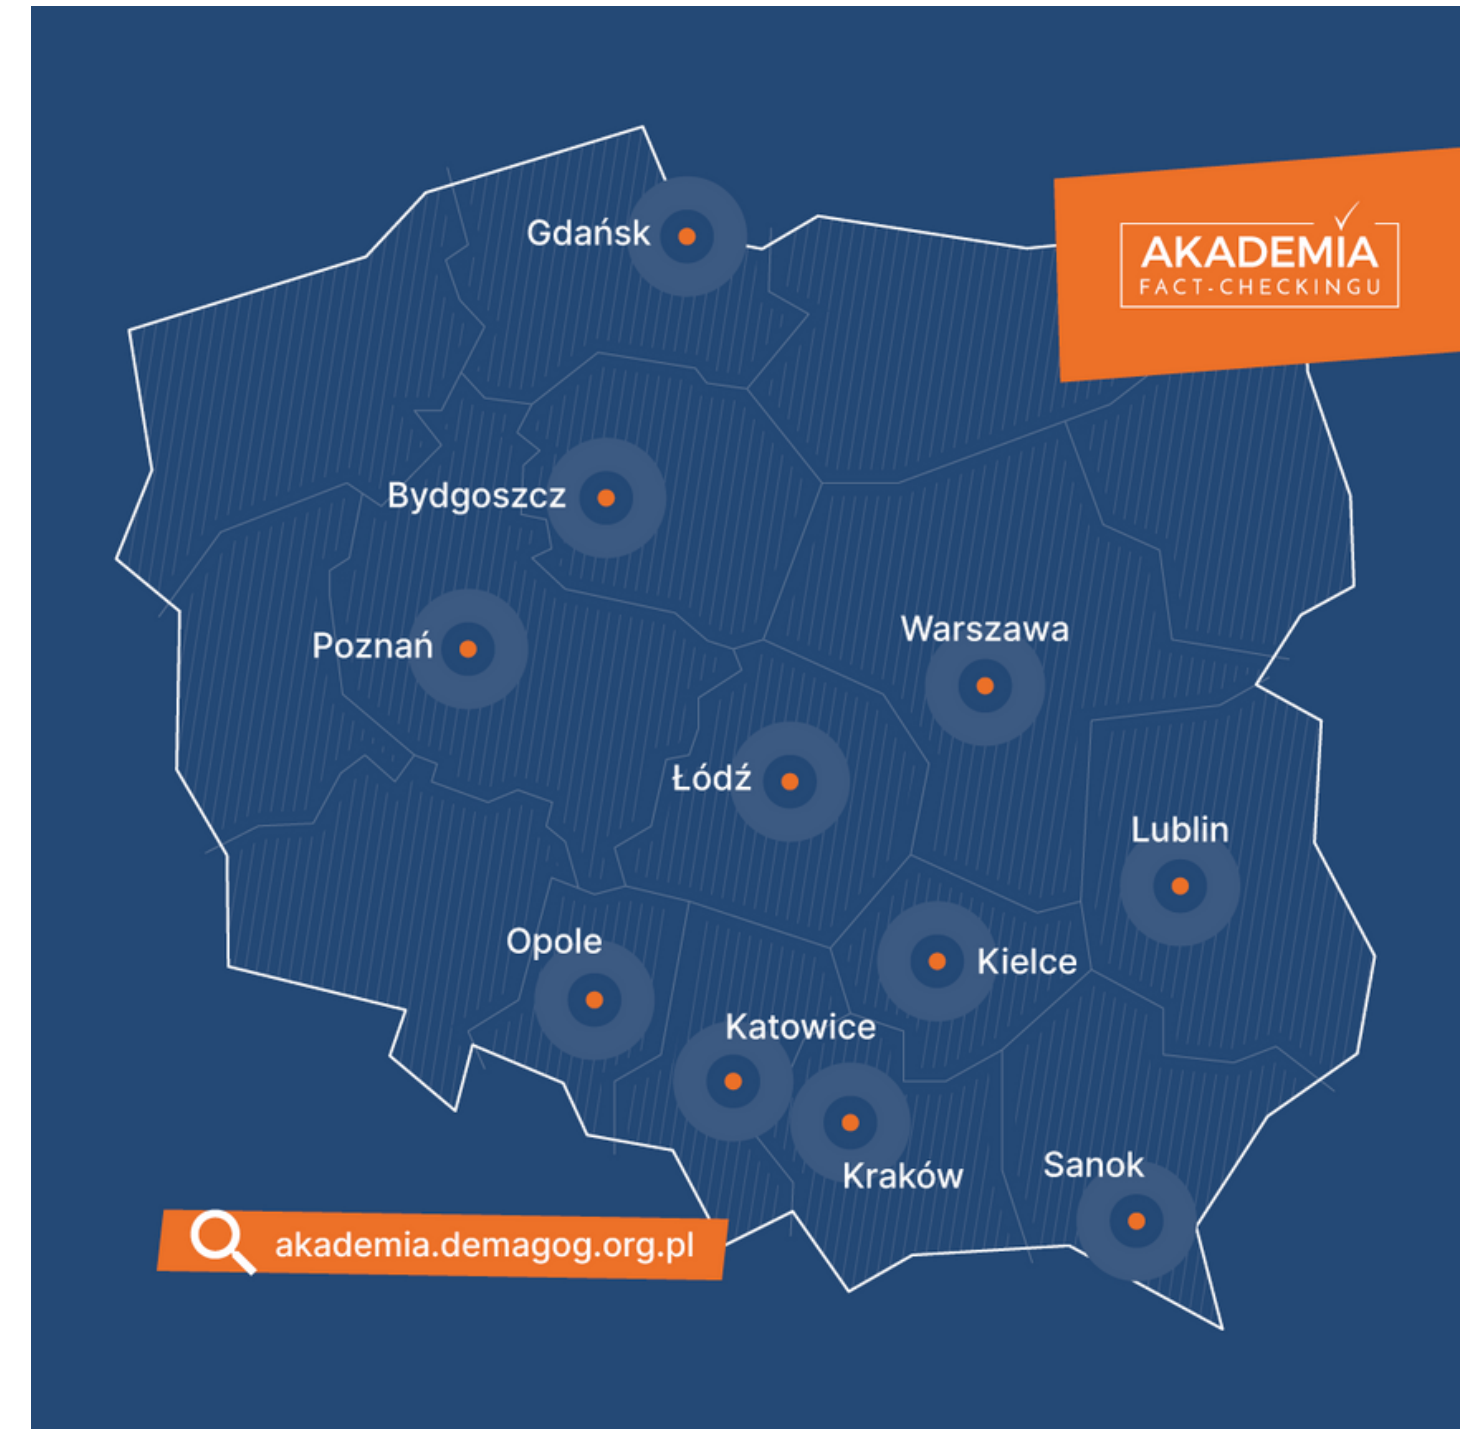 Gdańsk
AKADEMIA
FACT-CHECKINGU
Bydgoszcz
Poznań
Warszawa
Łódź
Lublin
Opole
Kielce
Katowice
Kraków
Sanok
akademia.demagog.org.pl